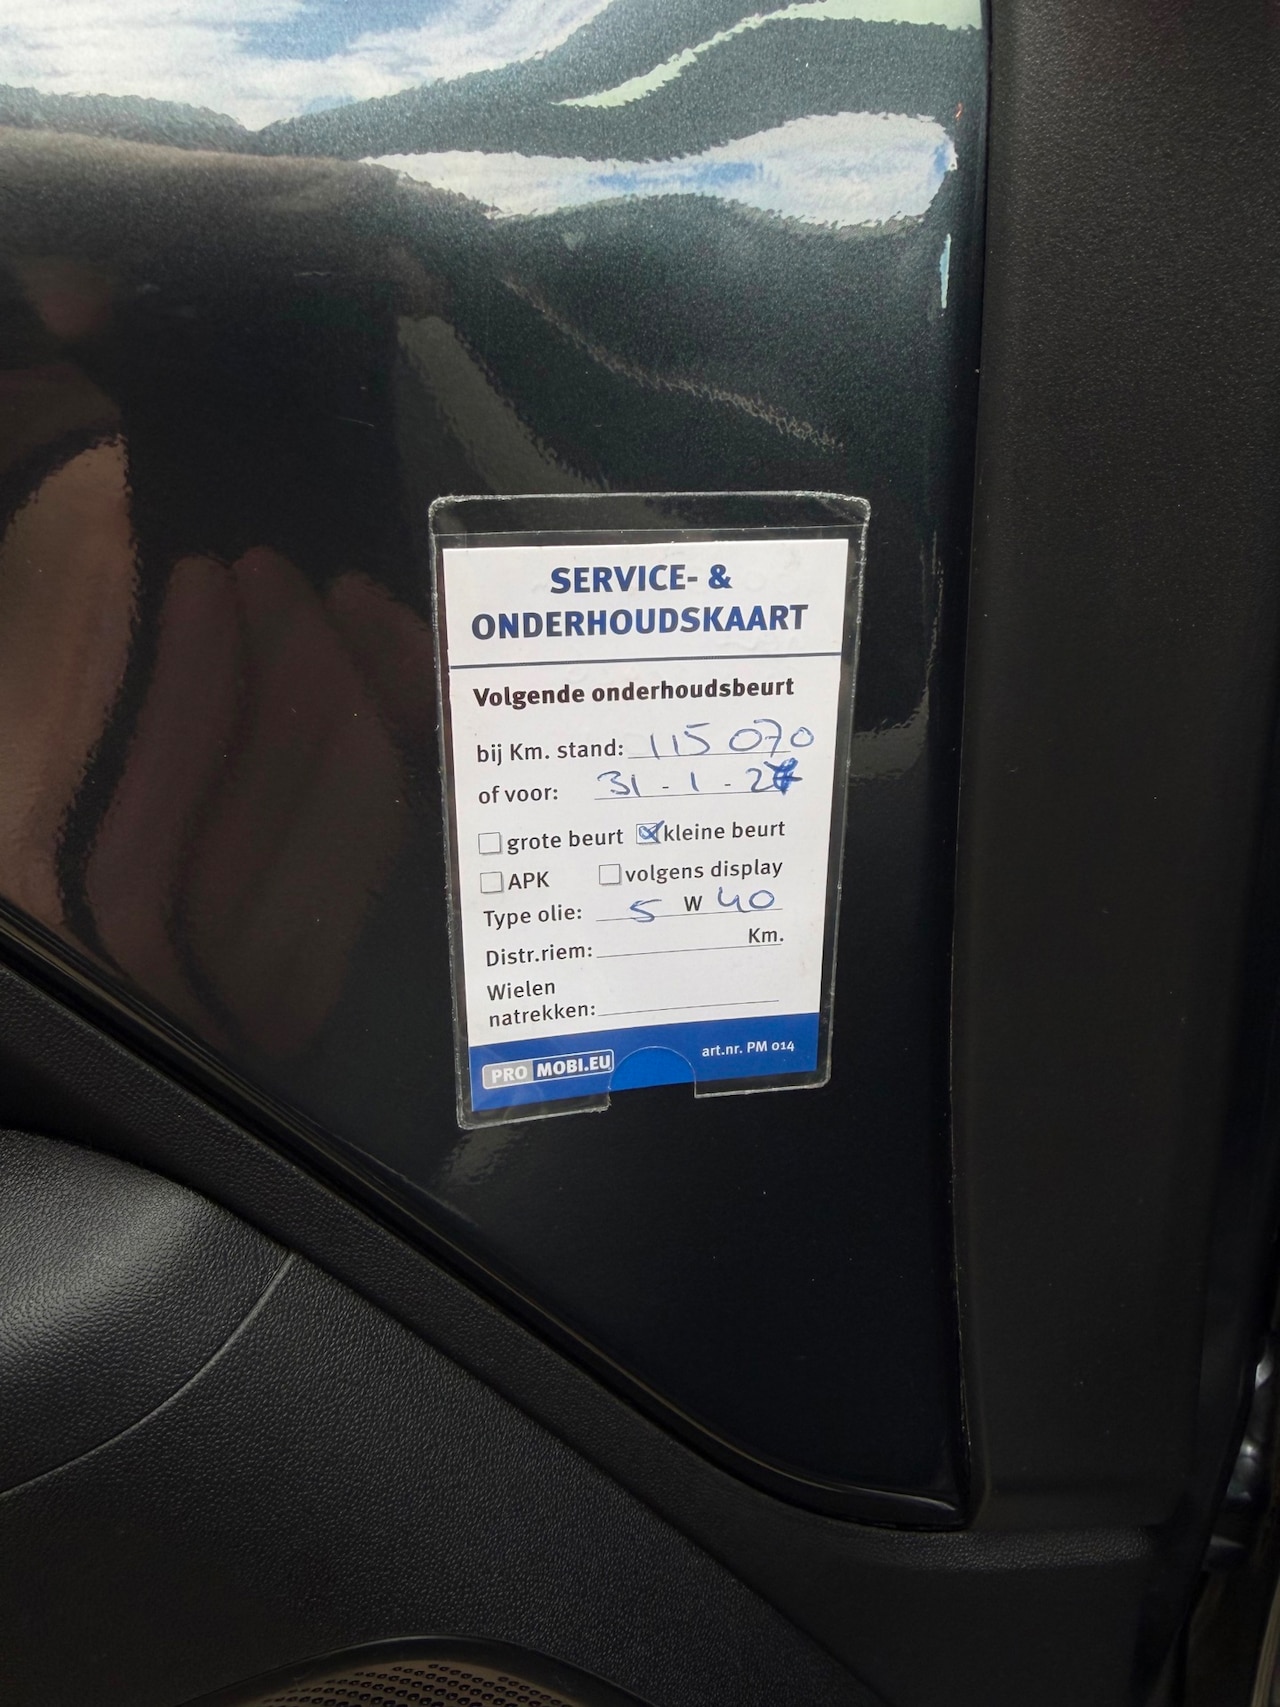 SERVICE- &
ONDERHOUDSKAART
Volgende onderhoudsbeurt
bij Km. stand: 115 070
of voor: 31 - 1 - 2
grote beurt kleine beurt
APK volgens display
Type olie: 5 W 40
Distr.riem: Km.
Wielen
natrekken:
PRO MOBI.EU art.nr. PM 014